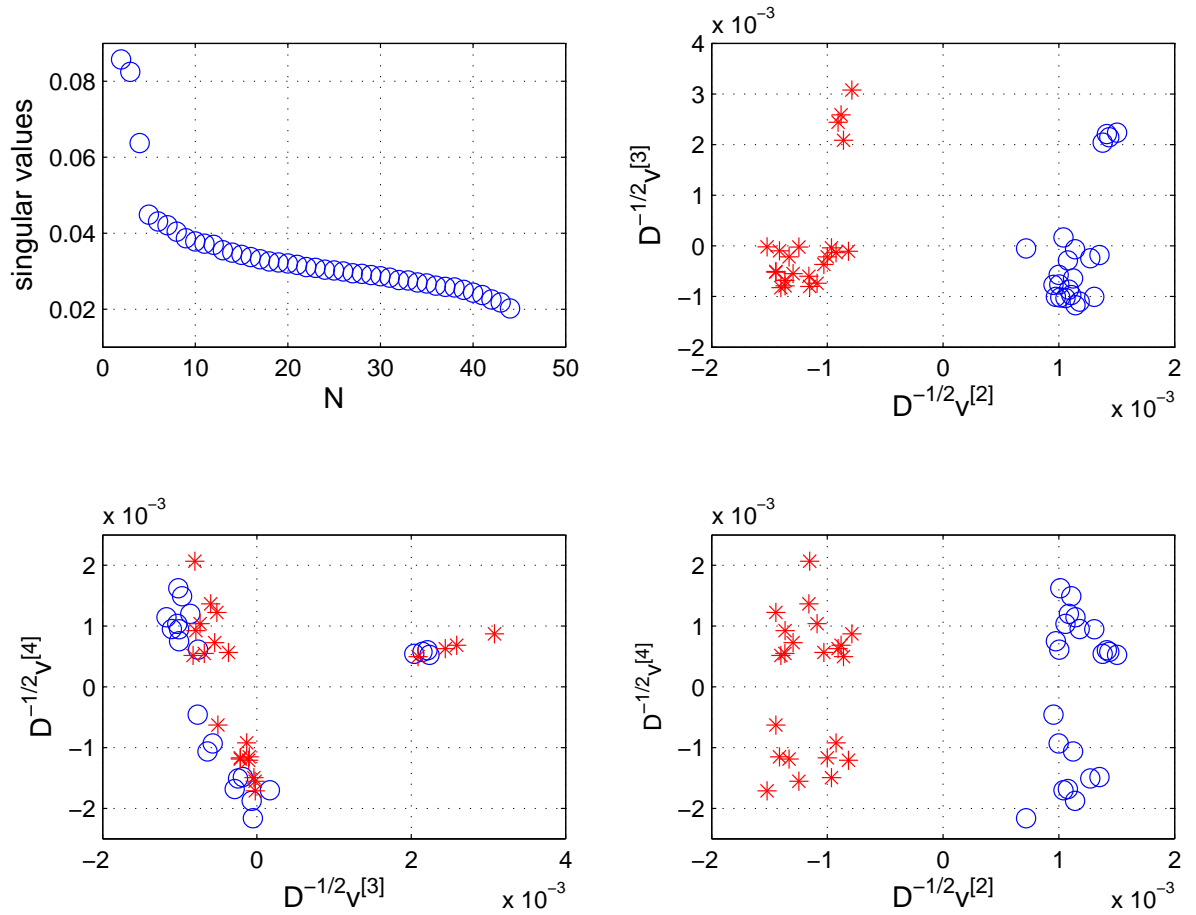 0.08
0.06
0.04
0.02
0 10 20 30 40 50
singular values
N
x 10⁻³
4
3
2
1
0
−1
−2
−2 −1 0 1 2
D⁻¹/²v[3]
D⁻¹/²v[2]
x 10⁻³
x 10⁻³
2
1
0
−1
−2
−2 0 2 4
D⁻¹/²v[4]
D⁻¹/²v[3]
x 10⁻³
x 10⁻³
2
1
0
−1
−2
−2 −1 0 1 2
D⁻¹/²v[4]
D⁻¹/²v[2]
x 10⁻³